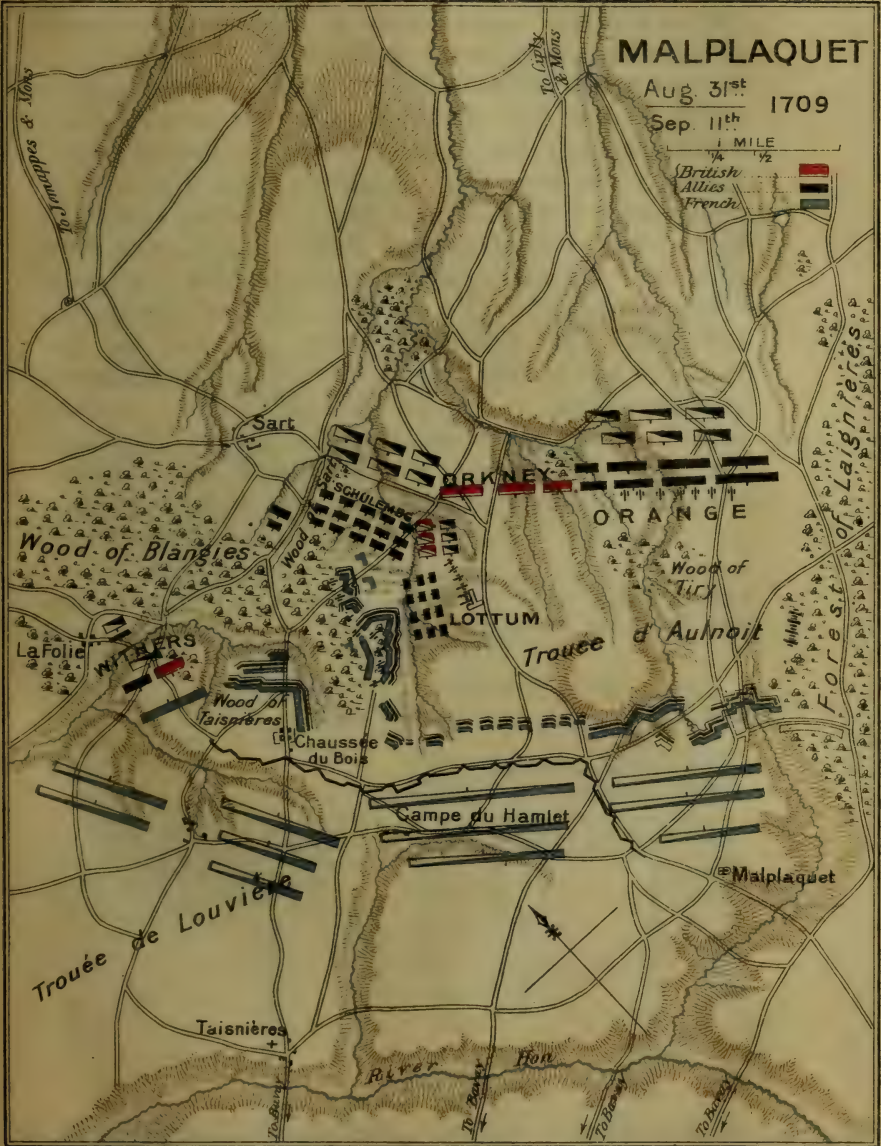 MALPLAQUET
Aug. 31st
Sep. 11th
1709
1 MILE
1/4 1/2
British
Allies
French
To Jemappes & Mons
To Ciply & Mons
Sart
ORKNEY
SCHULEMBG
Wood of Sart
ORANGE
Wood of Blangies
Wood of Tiry
Forest of Laignieres
LOTTUM
La Folie
WITHERS
Trouée d'Aulnoit
Wood of Taisnières
Chaussée du Bois
Campe du Hamlet
Malplaquet
Trouée de Louvière
Taisnières
River Hon
To Bavay
To Bavay
To Bavay
To Bavay